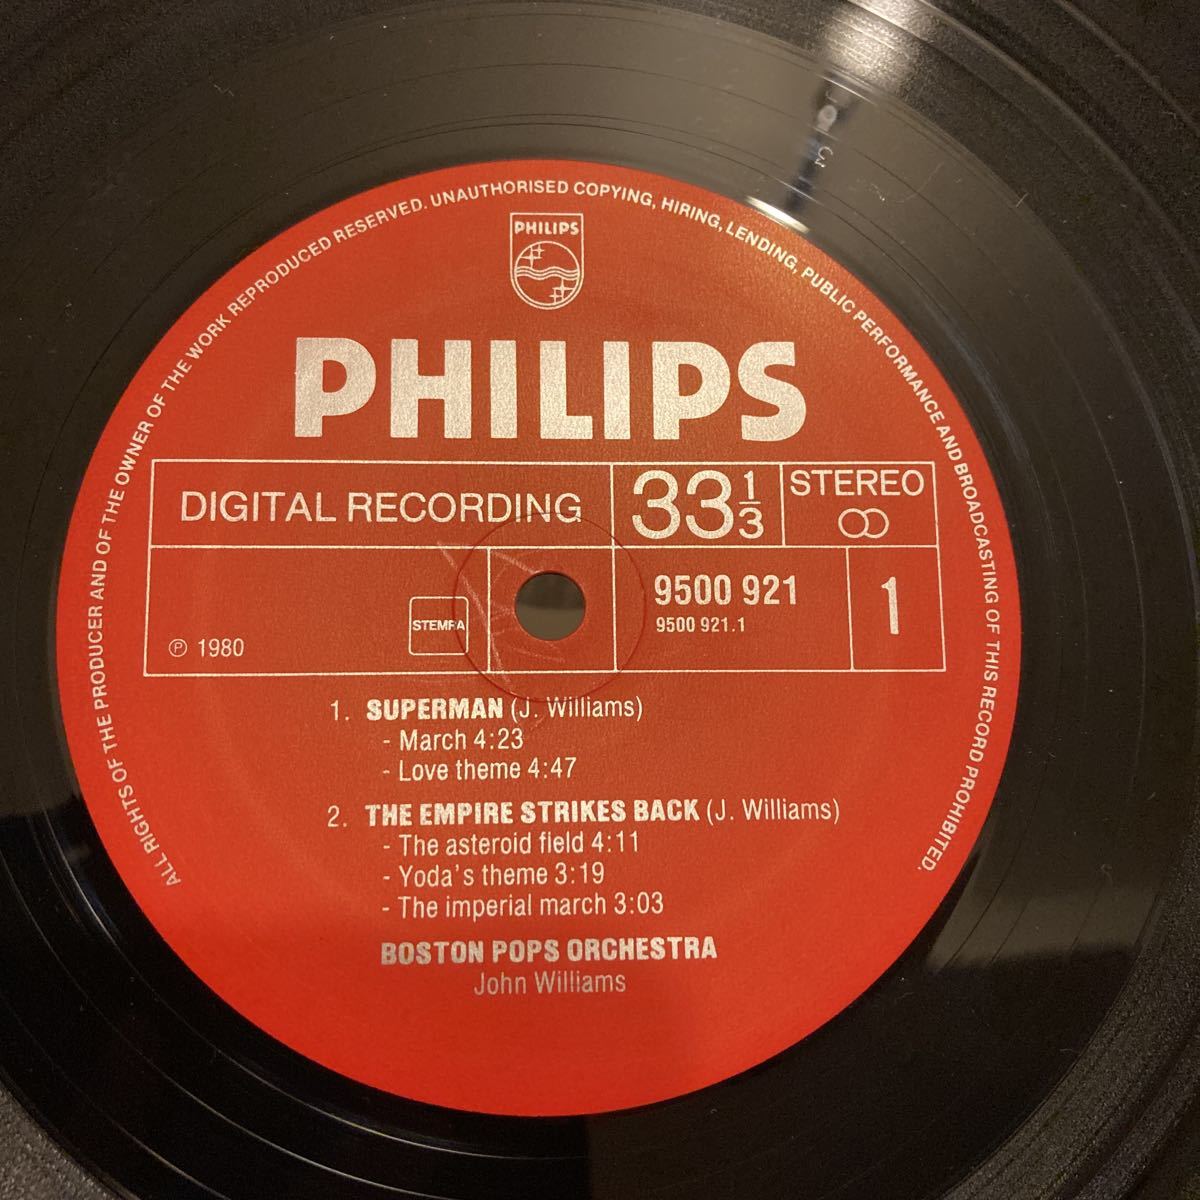 ALL RIGHTS OF THE PRODUCER AND OF THE OWNER OF THE WORK REPRODUCED RESERVED. UNAUTHORISED COPYING, HIRING, LENDING, PUBLIC PERFORMANCE AND BROADCASTING OF THIS RECORD PROHIBITED.
PHILIPS
PHILIPS
DIGITAL RECORDING
33 1/3
STEREO
℗ 1980
STEMRA
9500 921
9500 921.1
1
1. SUPERMAN (J. Williams)
- March 4:23
- Love theme 4:47
2. THE EMPIRE STRIKES BACK (J. Williams)
- The asteroid field 4:11
- Yoda's theme 3:19
- The imperial march 3:03
BOSTON POPS ORCHESTRA
John Williams